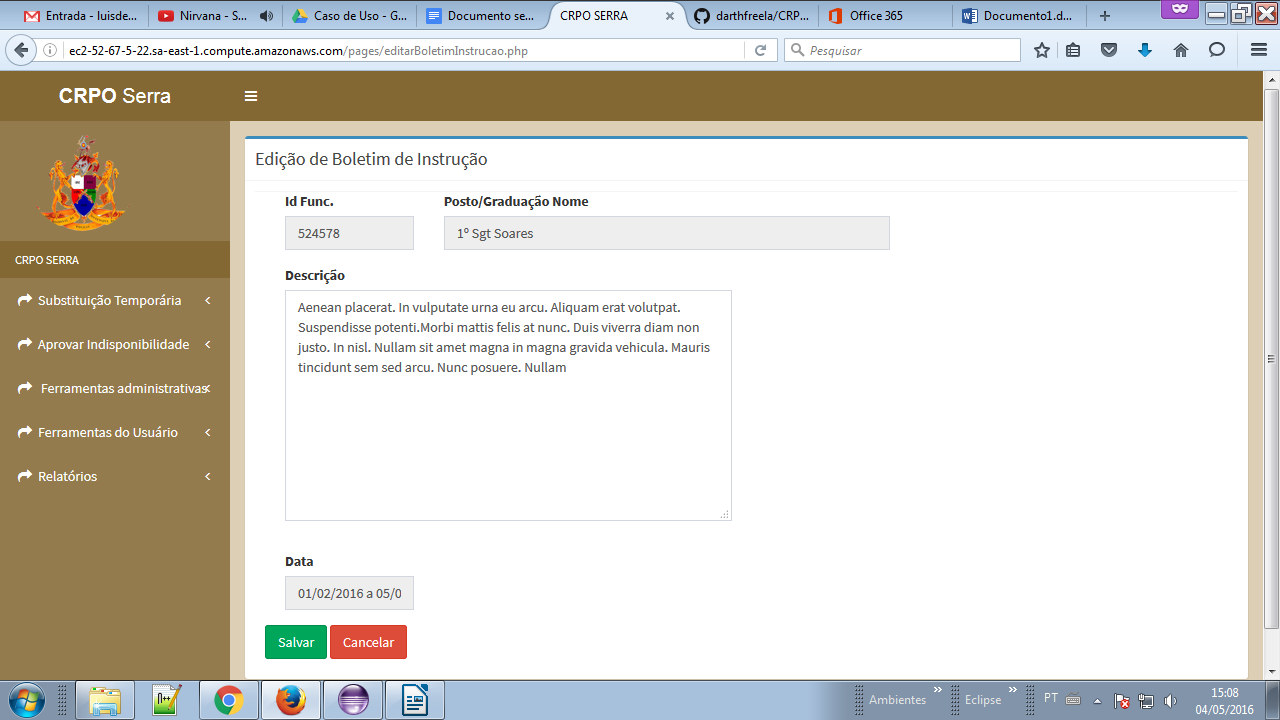 Entrada - luisde...
Nirvana - S...
Caso de Uso - G...
Documento se...
CRPO SERRA
darthfreela/CRP...
Office 365
Documento1.d...
ec2-52-67-5-22.sa-east-1.compute.amazonaws.com/pages/editarBoletimInstrucao.php
Pesquisar
CRPO Serra
CRPO SERRA
Substituição Temporária
Aprovar Indisponibilidade
Ferramentas administrativas
Ferramentas do Usuário
Relatórios
Edição de Boletim de Instrução
Id Func.
Posto/Graduação Nome
524578
1º Sgt Soares
Descrição
Aenean placerat. In vulputate urna eu arcu. Aliquam erat volutpat.
Suspendisse potenti.Morbi mattis felis at nunc. Duis viverra diam non
justo. In nisl. Nullam sit amet magna in magna gravida vehicula. Mauris
tincidunt sem sed arcu. Nunc posuere. Nullam
Data
01/02/2016 a 05/0
Salvar
Cancelar
Ambientes
Eclipse
PT
15:08
04/05/2016